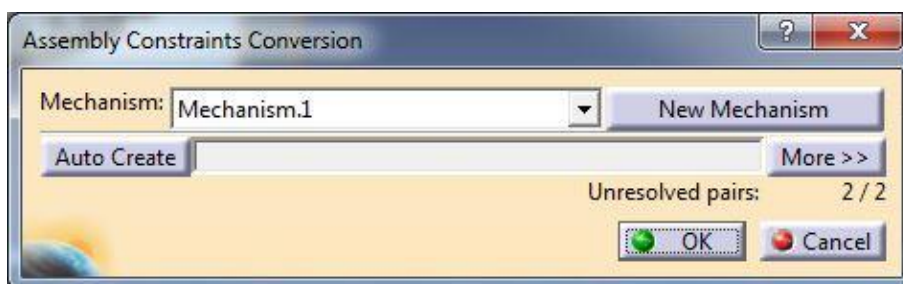 Assembly Constraints Conversion
Mechanism: Mechanism.1 New Mechanism
Auto Create More >>
Unresolved pairs: 2 / 2
OK Cancel